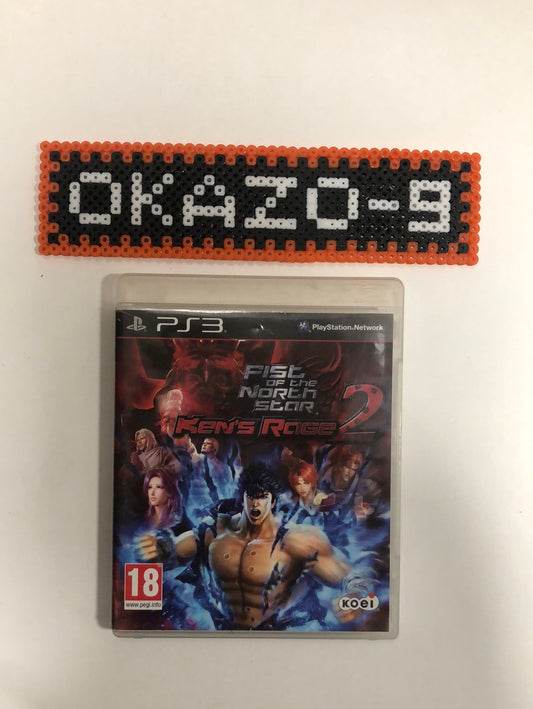 OKAZO-9
PS3
PlayStation®Network
FIST
OF THE
NORTH
STAR
KEN'S RAGE 2
18
www.pegi.info
KOEI